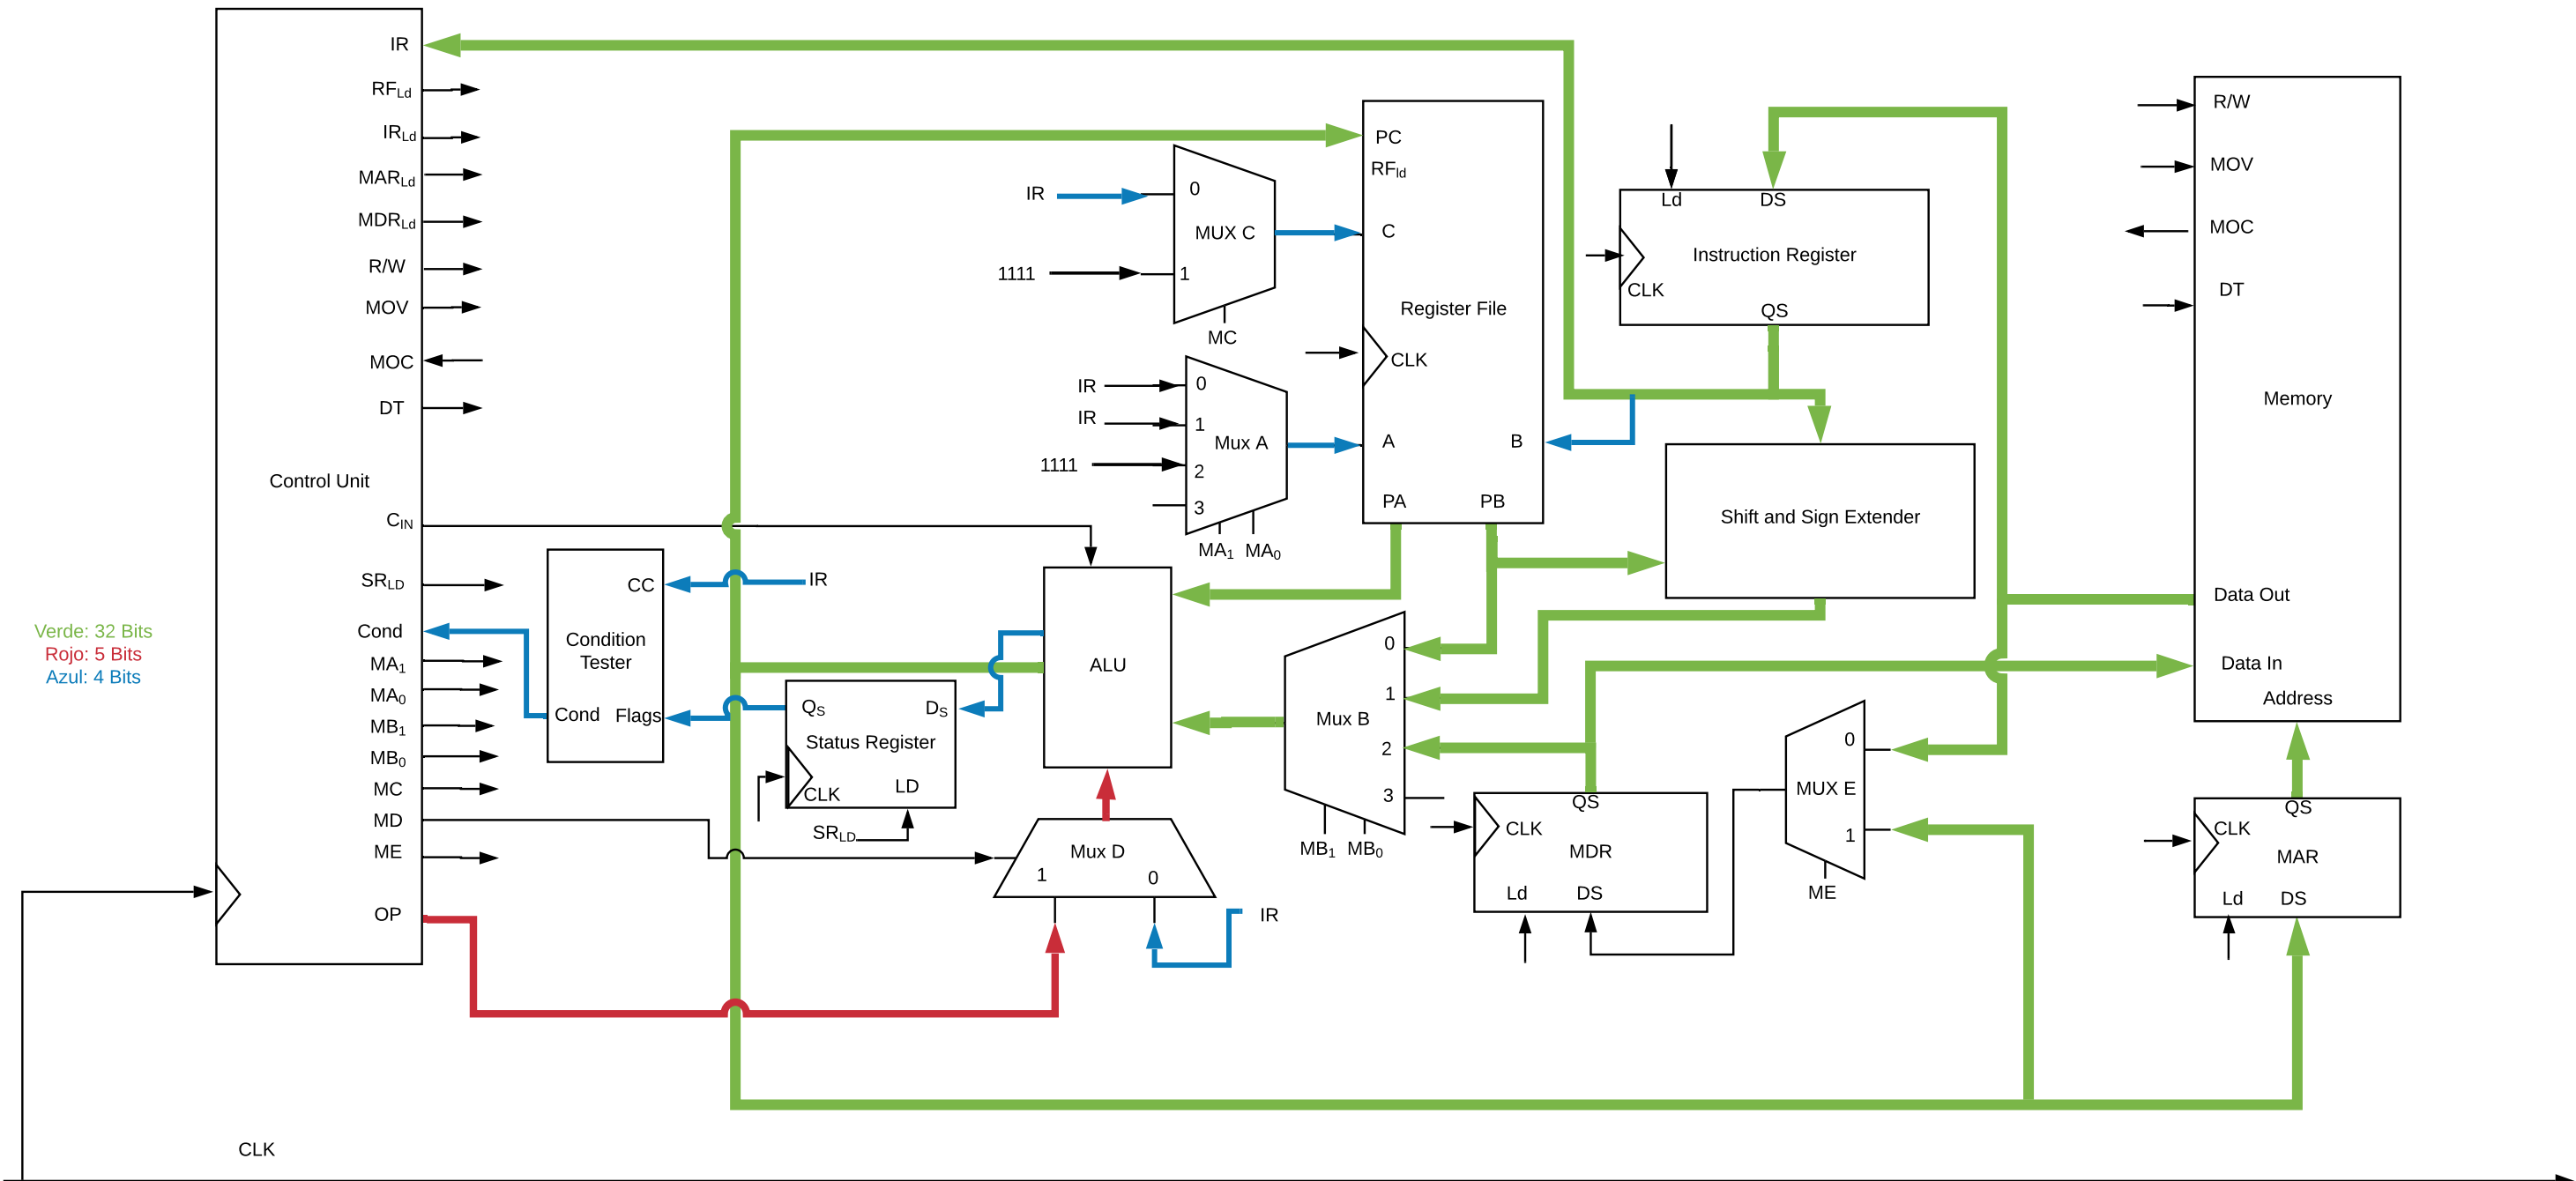 IR
RFLd
IRLd
MARLd
MDRLd
R/W
MOV
MOC
DT
Control Unit
CIN
SRLD
Cond
MA1
MA0
MB1
MB0
MC
MD
ME
OP
CLK
Verde: 32 Bits
Rojo: 5 Bits
Azul: 4 Bits
CC
Condition
Tester
Cond
Flags
IR
QS
DS
Status Register
LD
CLK
SRLD
ALU
Mux D
1
0
IR
IR
0
MUX C
1111
1
MC
IR
0
IR
1
Mux A
1111
2
3
MA1
MA0
PC
RFld
C
Register File
CLK
A
B
PA
PB
0
1
Mux B
2
3
MB1
MB0
Ld
DS
Instruction Register
CLK
QS
Shift and Sign Extender
QS
CLK
MDR
Ld
DS
0
MUX E
1
ME
R/W
MOV
MOC
DT
Memory
Data Out
Data In
Address
QS
CLK
MAR
Ld
DS